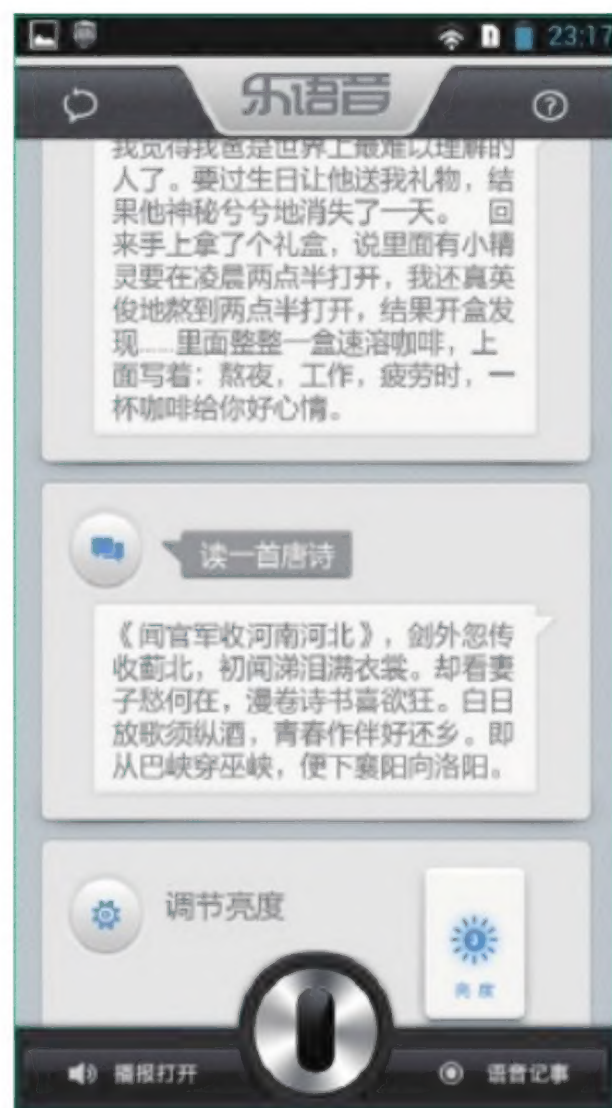 23:17
乐语音
我觉得我爸是世界上最难以理解的
人了。要过生日让他送我礼物，结
果他神秘兮兮地消失了一天。 回
来手上拿了个礼盒，说里面有小精
灵要在凌晨两点半打开，我还真英
俊地熬到两点半打开，结果开盒发
现……里面整整一盒速溶咖啡，上
面写着：熬夜，工作，疲劳时，一
杯咖啡给你好心情。
读一首唐诗
《闻官军收河南河北》，剑外忽传
收蓟北，初闻涕泪满衣裳。却看妻
子愁何在，漫卷诗书喜欲狂。白日
放歌须纵酒，青春作伴好还乡。即
从巴峡穿巫峡，便下襄阳向洛阳。
调节亮度
亮度
播报打开
语音记事